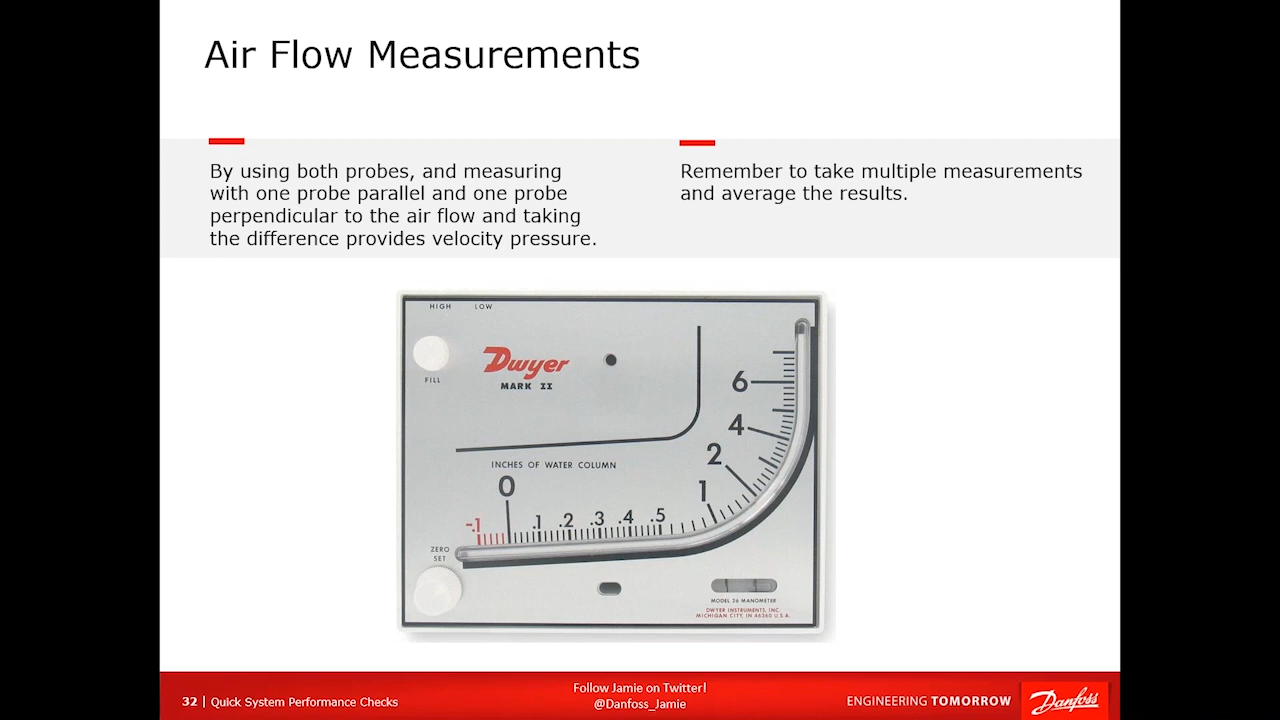 Air Flow Measurements
By using both probes, and measuring
with one probe parallel and one probe
perpendicular to the air flow and taking
the difference provides velocity pressure.
Remember to take multiple measurements
and average the results.
HIGH LOW
FILL
Dwyer
MARK II
INCHES OF WATER COLUMN
6
4
2
1
0
-.1 .1 .2 .3 .4 .5
ZERO
SET
MODEL 26 MANOMETER
DWYER INSTRUMENTS, INC.
MICHIGAN CITY, IN 46360 U.S.A.
32 | Quick System Performance Checks
Follow Jamie on Twitter!
@Danfoss_Jamie
ENGINEERING TOMORROW
Danfoss